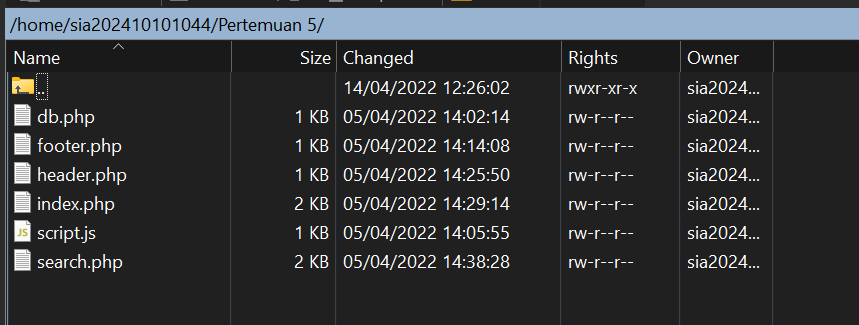 /home/sia202410101044/Pertemuan 5/
Name Size Changed Rights Owner
.. 14/04/2022 12:26:02 rwxr-xr-x sia2024...
db.php 1 KB 05/04/2022 14:02:14 rw-r--r-- sia2024...
footer.php 1 KB 05/04/2022 14:14:08 rw-r--r-- sia2024...
header.php 1 KB 05/04/2022 14:25:50 rw-r--r-- sia2024...
index.php 2 KB 05/04/2022 14:29:14 rw-r--r-- sia2024...
JS script.js 1 KB 05/04/2022 14:05:55 rw-r--r-- sia2024...
search.php 2 KB 05/04/2022 14:38:28 rw-r--r-- sia2024...